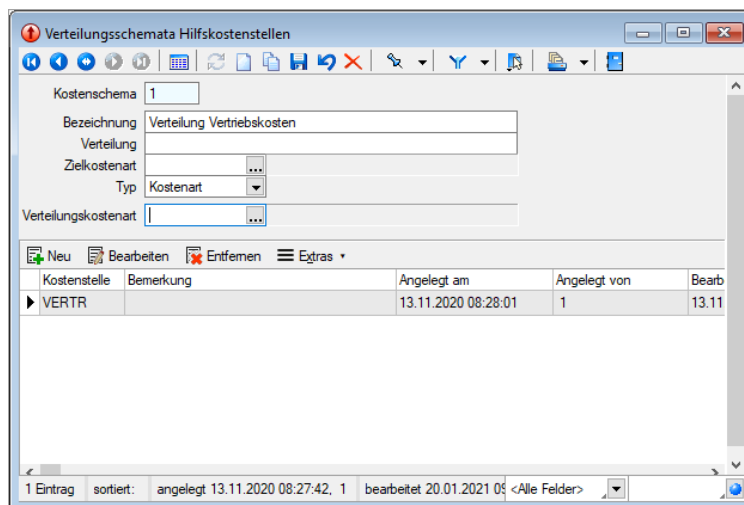 Verteilungsschemata Hilfskostenstellen
Kostenschema 1
Bezeichnung Verteilung Vertriebskosten
Verteilung
Zielkostenart ...
Typ Kostenart
Verteilungskostenart ...
Neu Bearbeiten Entfernen Extras
Kostenstelle Bemerkung Angelegt am Angelegt von Bearb
VERTR 13.11.2020 08:28:01 1 13.11
1 Eintrag sortiert: angelegt 13.11.2020 08:27:42, 1 bearbeitet 20.01.2021 09 <Alle Felder>